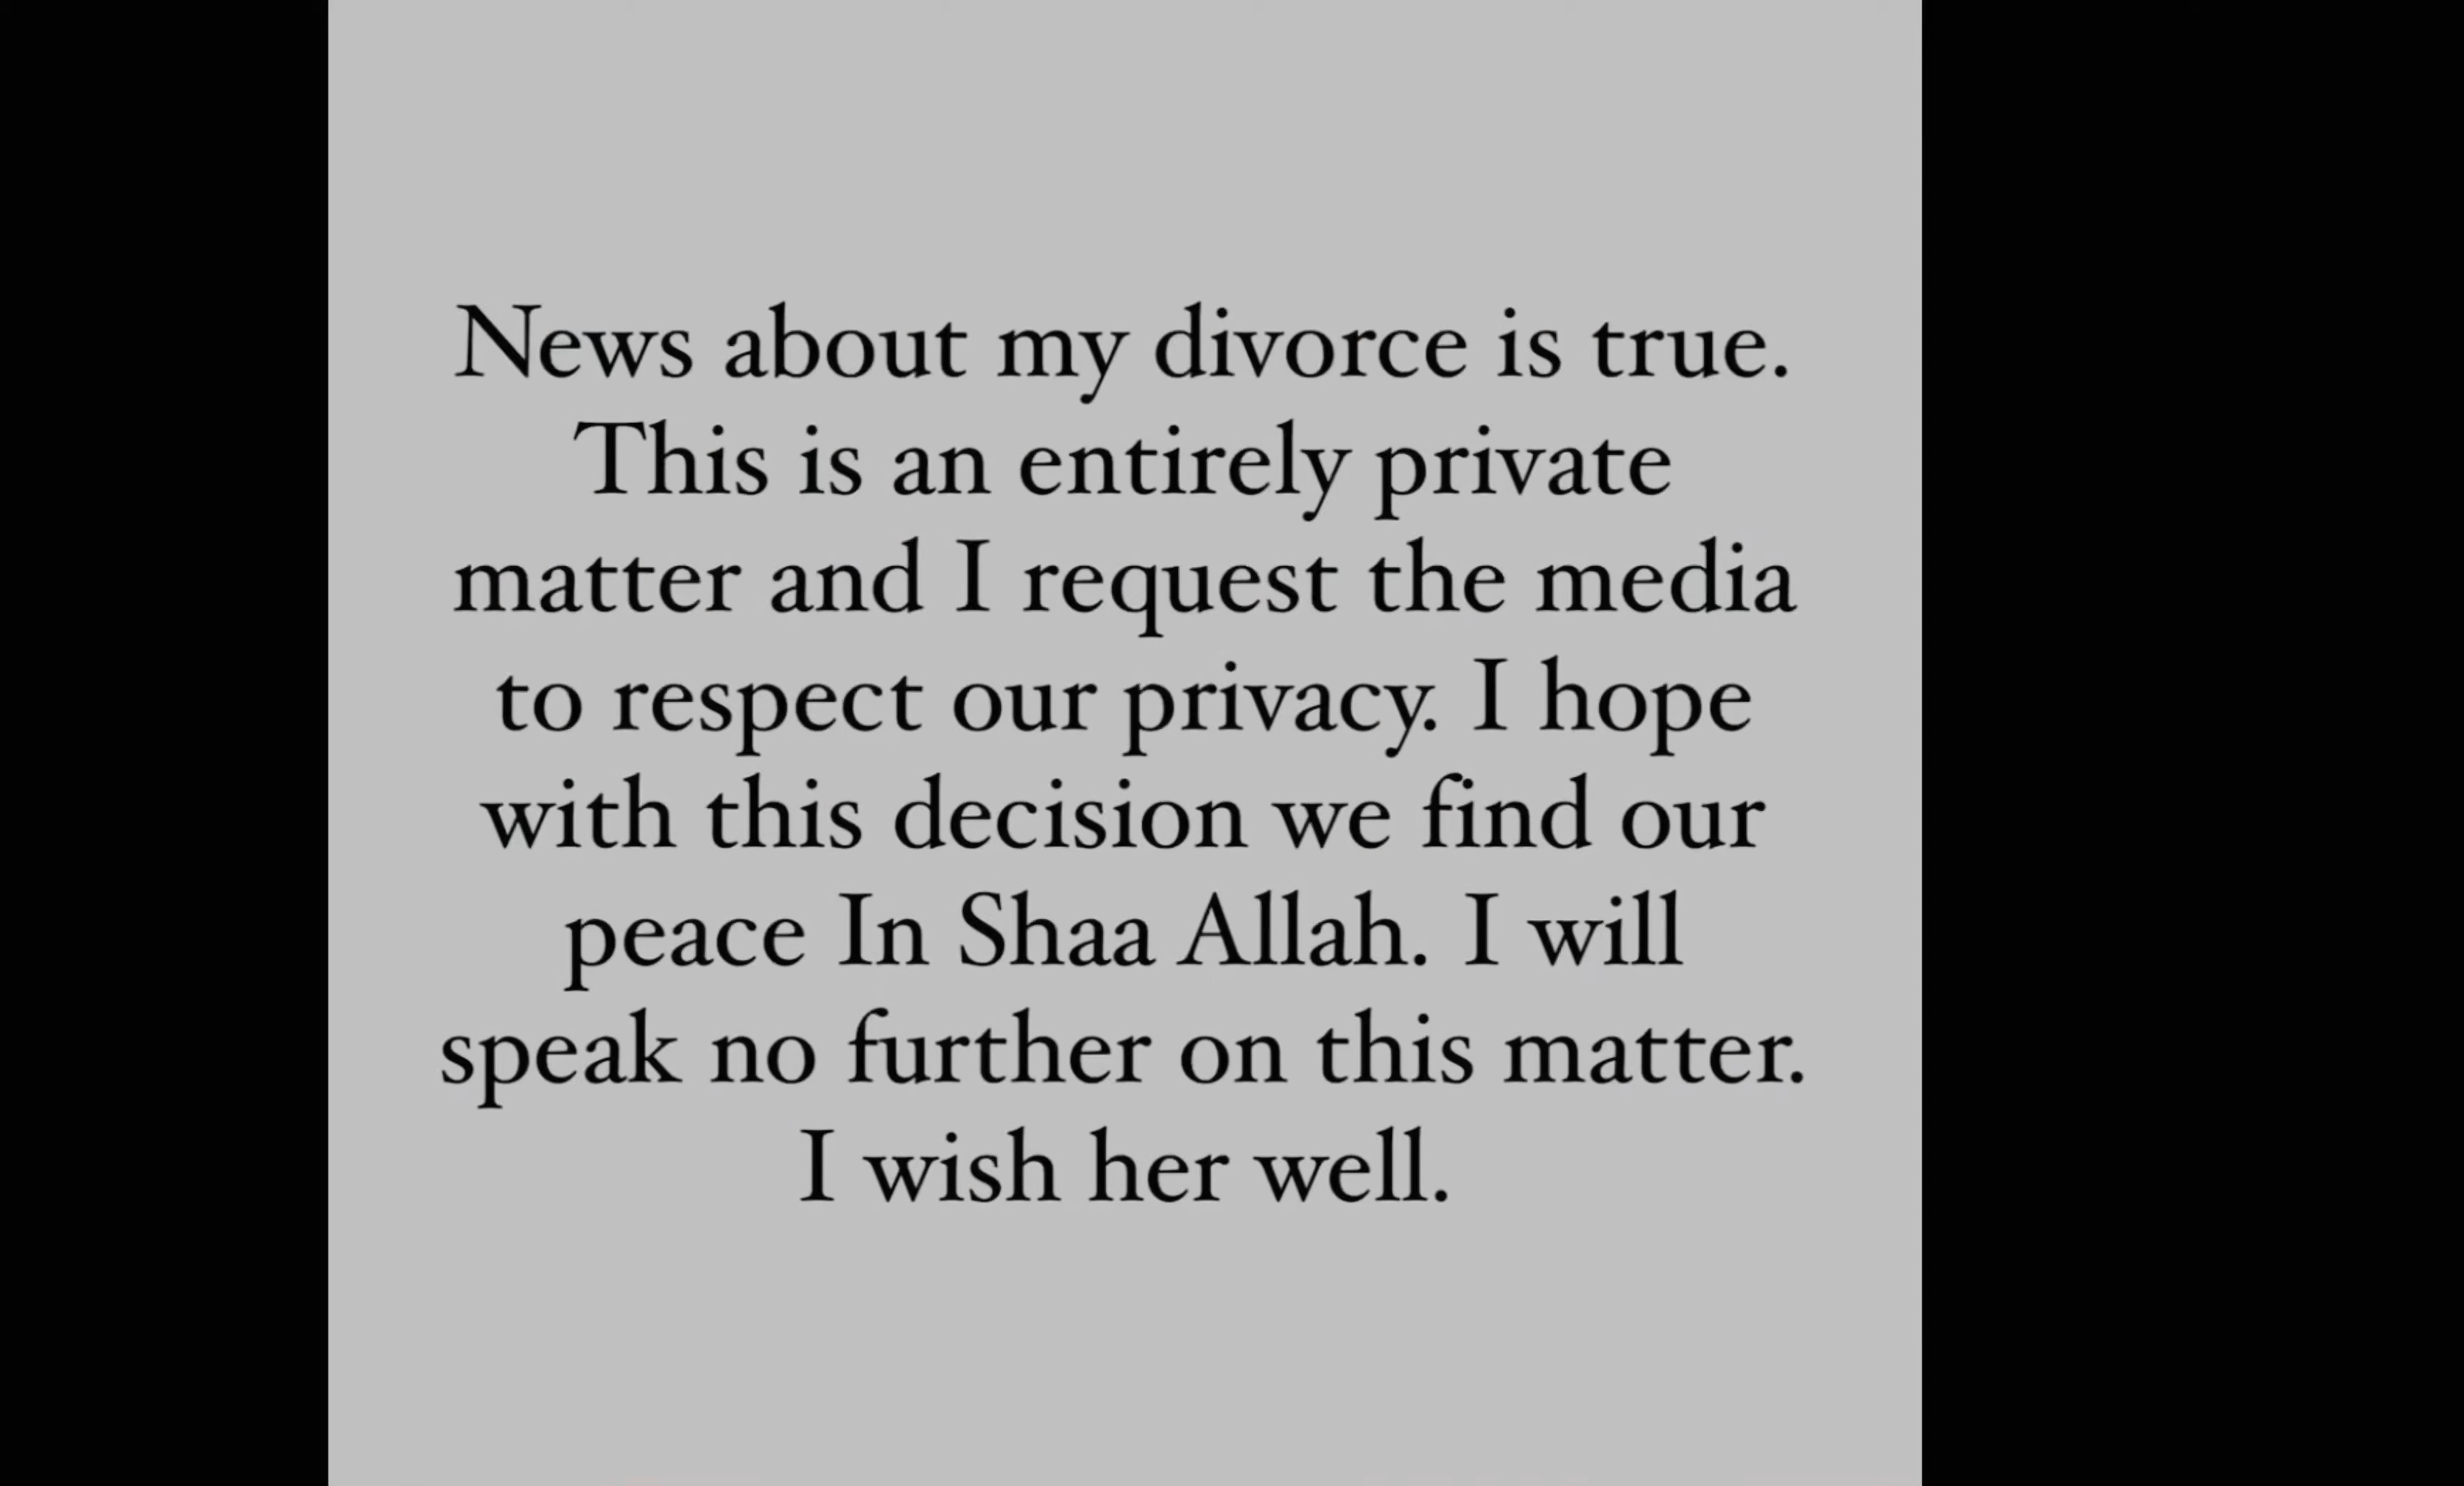 News about my divorce is true.
This is an entirely private
matter and I request the media
to respect our privacy. I hope
with this decision we find our
peace In Shaa Allah. I will
speak no further on this matter.
I wish her well.